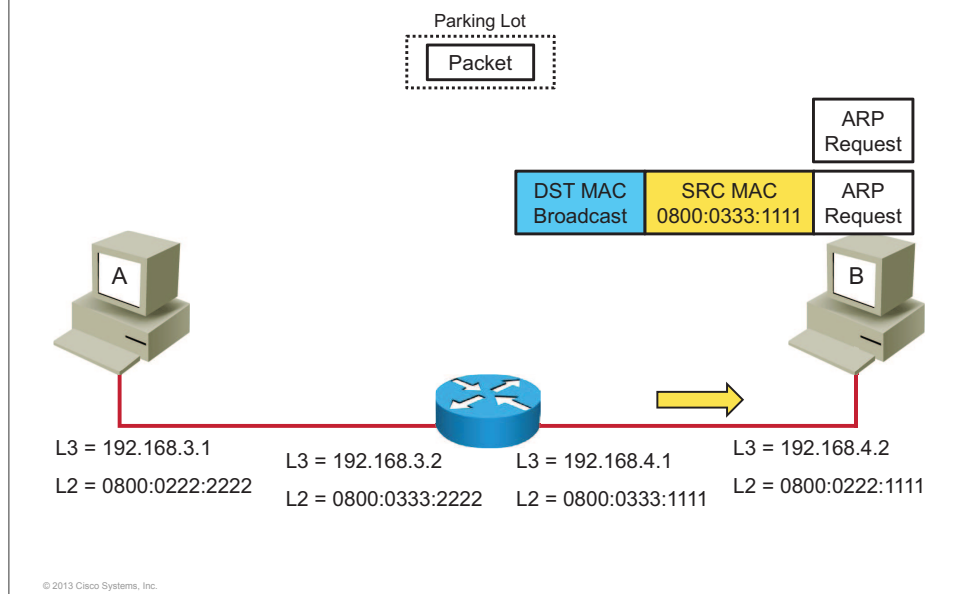 Parking Lot
Packet
ARP
Request
DST MAC
Broadcast
SRC MAC
0800:0333:1111
ARP
Request
A
B
L3 = 192.168.3.1
L2 = 0800:0222:2222
L3 = 192.168.3.2
L2 = 0800:0333:2222
L3 = 192.168.4.1
L2 = 0800:0333:1111
L3 = 192.168.4.2
L2 = 0800:0222:1111
© 2013 Cisco Systems, Inc.